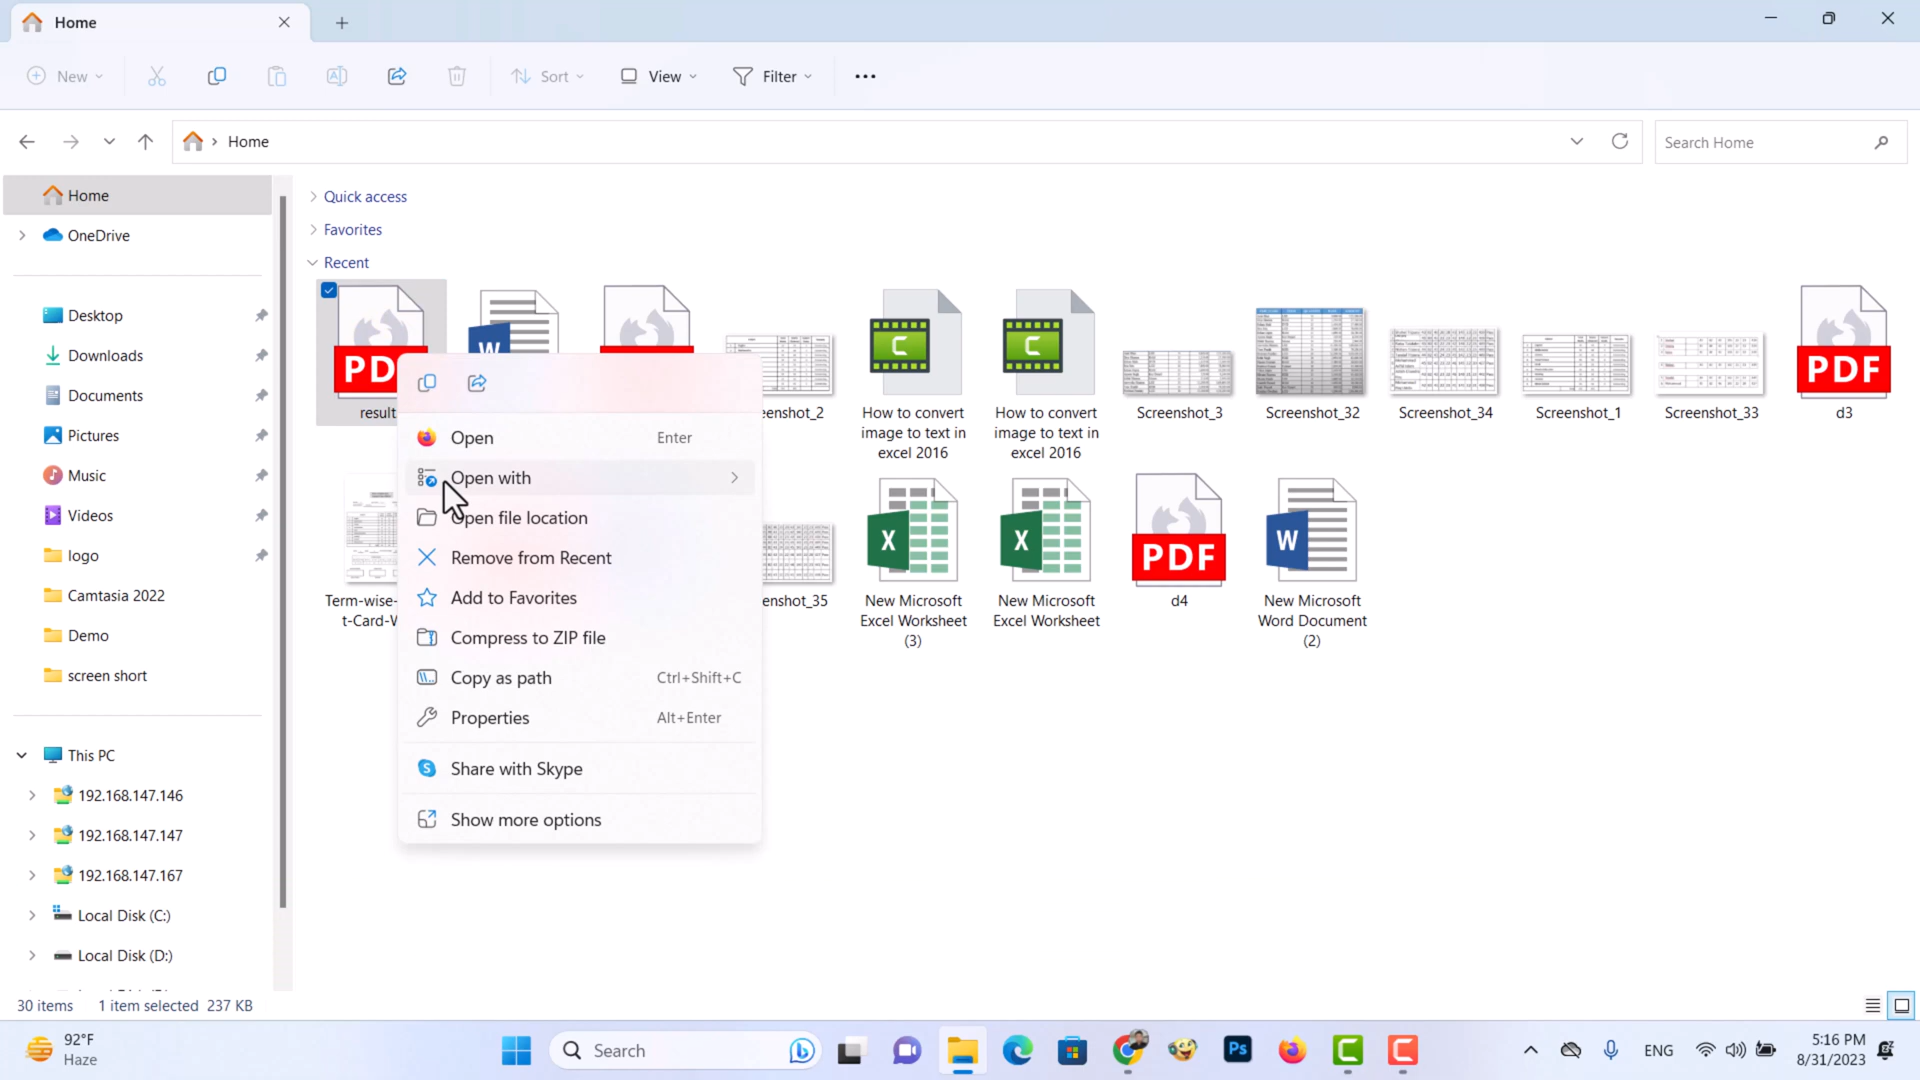 Home
New
Sort
View
Filter
Home
Search Home
Home
OneDrive
Desktop
Downloads
Documents
Pictures
Music
Videos
logo
Camtasia 2022
Demo
screen short
This PC
192.168.147.146
192.168.147.147
192.168.147.167
Local Disk (C:)
Local Disk (D:)
Quick access
Favorites
Recent
result
enshot_2
How to convert
image to text in
excel 2016
How to convert
image to text in
excel 2016
Screenshot_3
Screenshot_32
Screenshot_34
Screenshot_1
Screenshot_33
PDF
d3
Term-wise-
t-Card-W
enshot_35
New Microsoft
Excel Worksheet
(3)
New Microsoft
Excel Worksheet
PDF
d4
New Microsoft
Word Document
(2)
Open Enter
Open with
Open file location
Remove from Recent
Add to Favorites
Compress to ZIP file
Copy as path Ctrl+Shift+C
Properties Alt+Enter
Share with Skype
Show more options
30 items 1 item selected 237 KB
92°F
Haze
Search
Ps
ENG
5:16 PM
8/31/2023